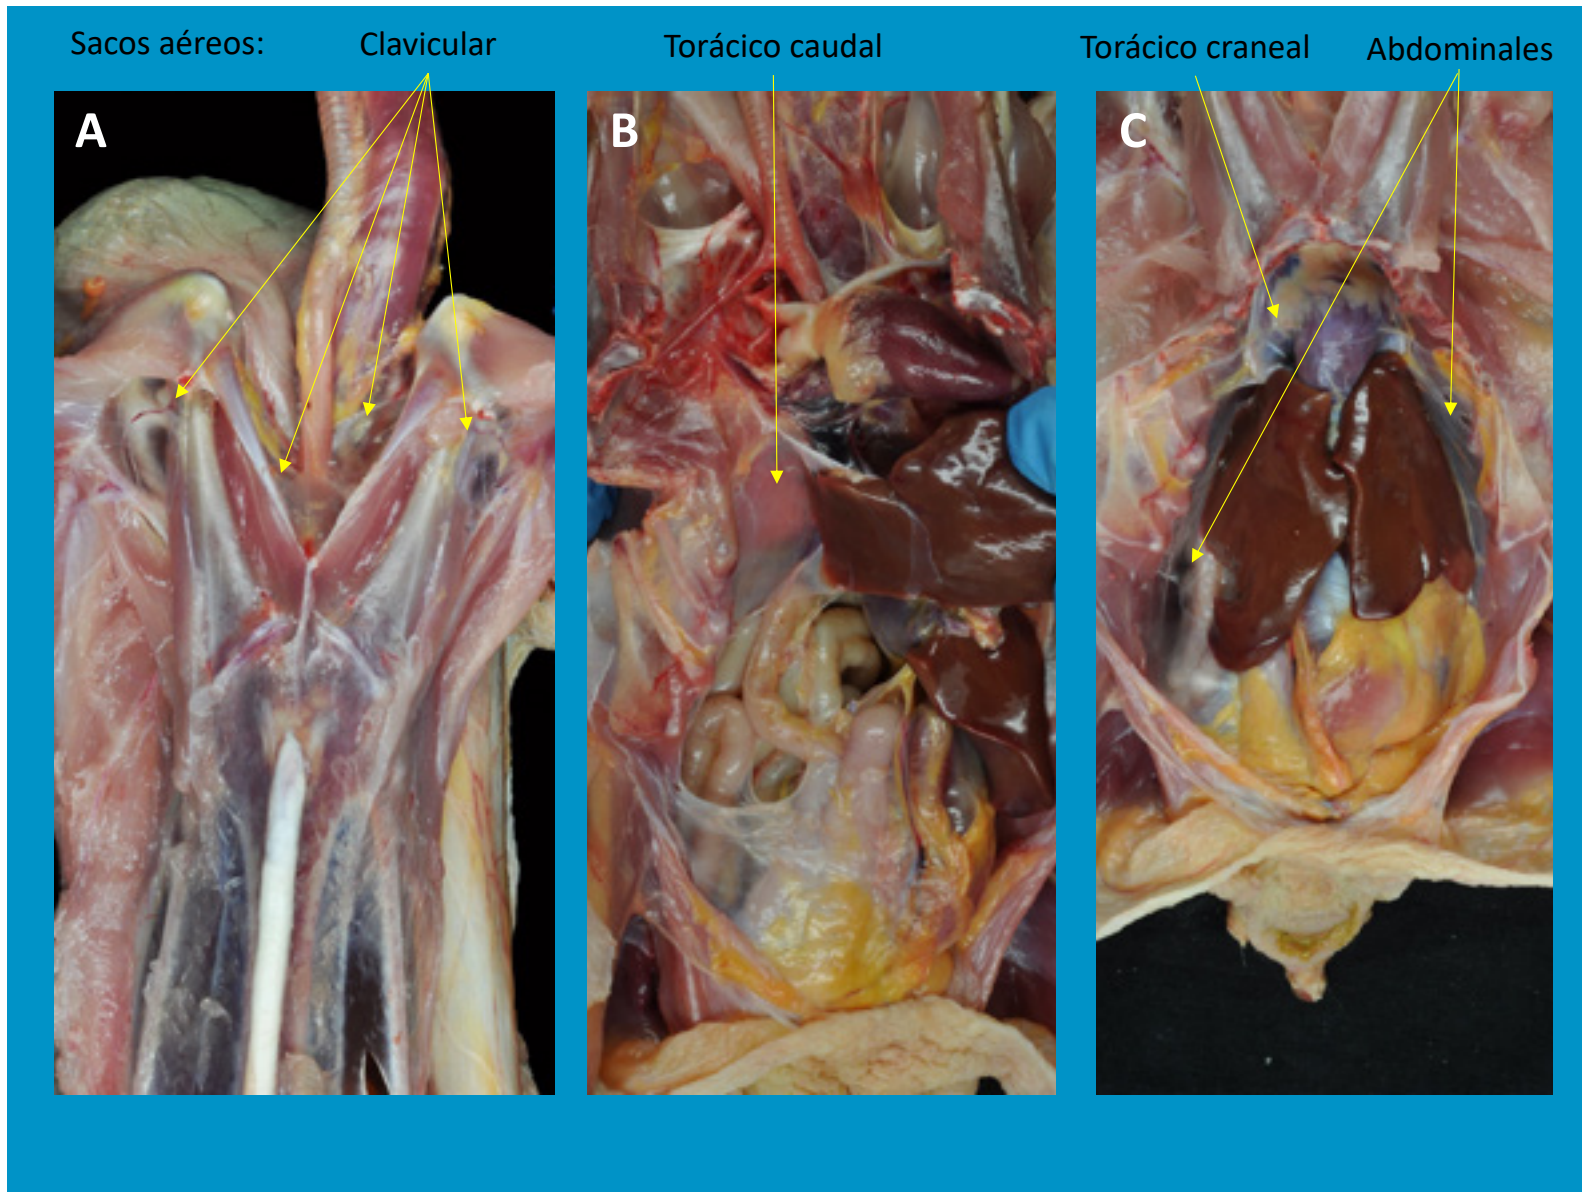 Sacos aéreos:
Clavicular
Torácico caudal
Torácico craneal
Abdominales
A
B
C